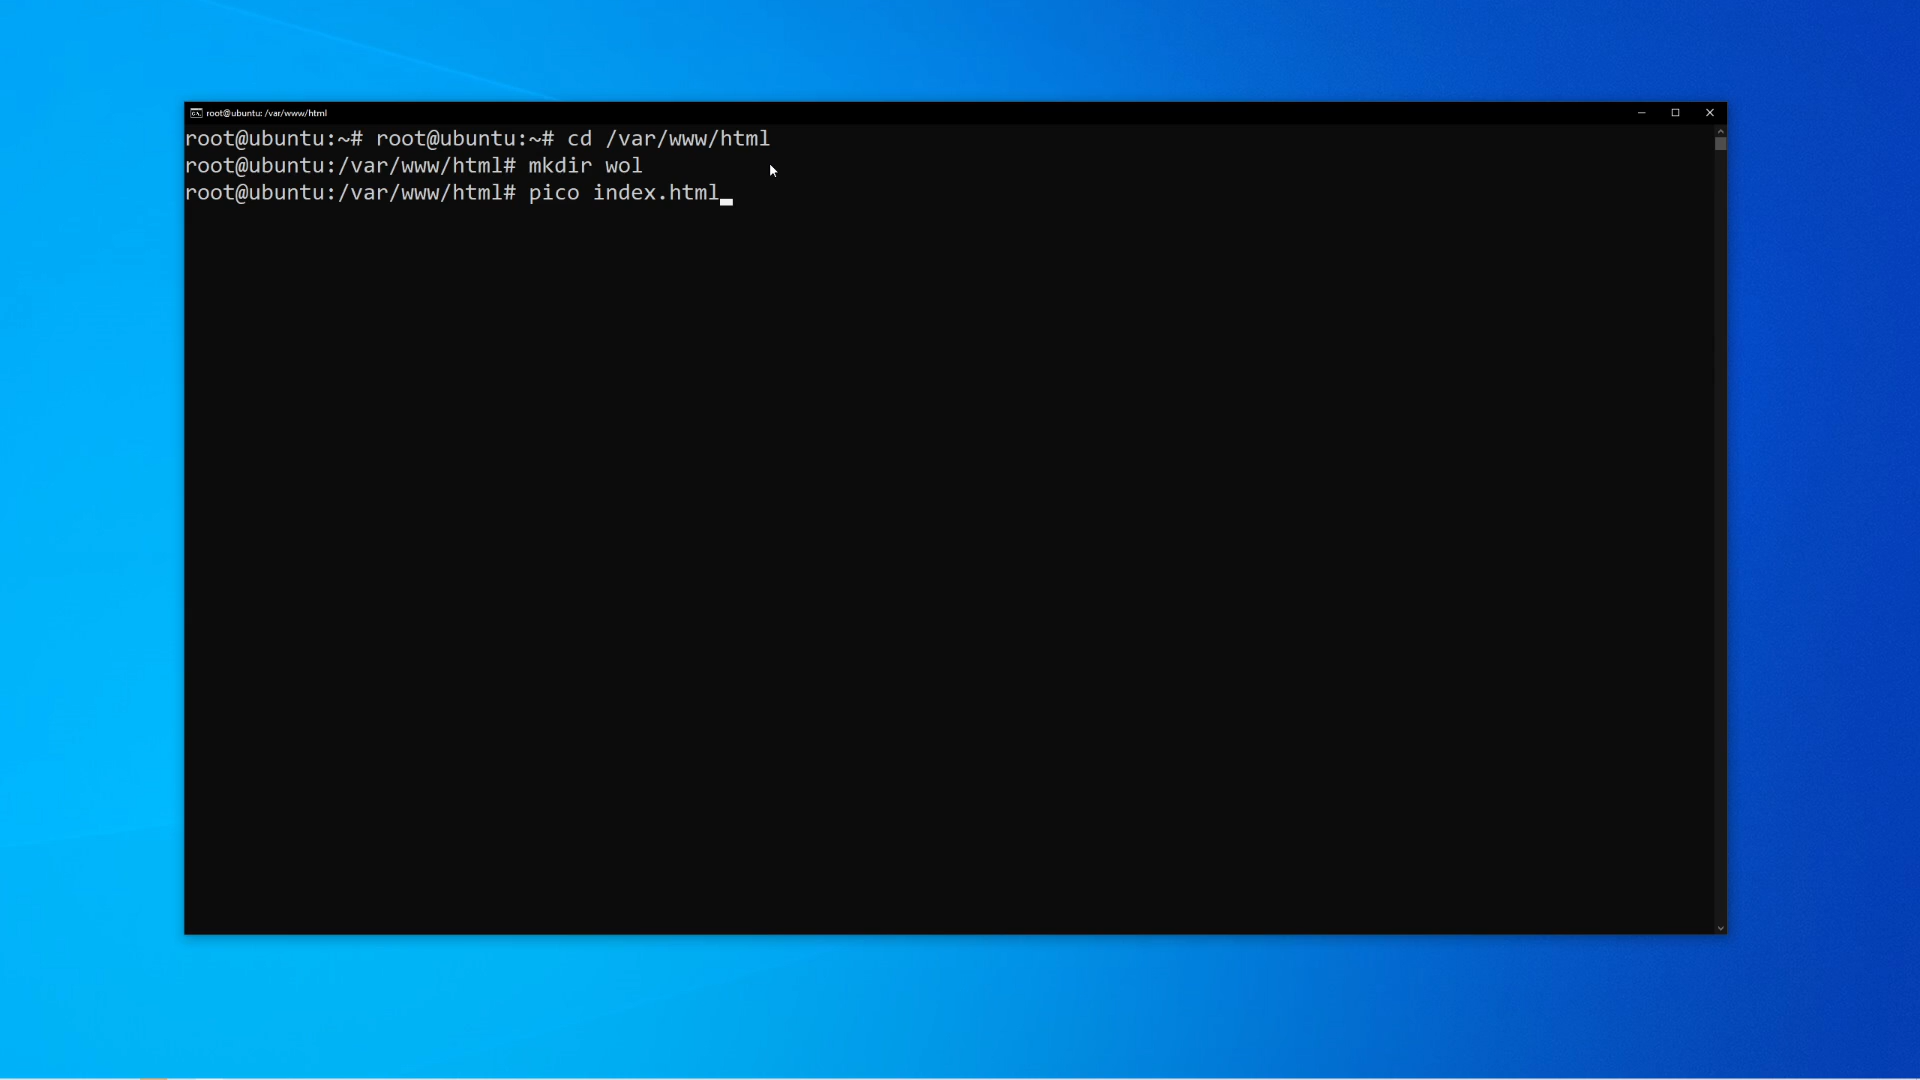 root@ubuntu: /var/www/html
root@ubuntu:~# root@ubuntu:~# cd /var/www/html
root@ubuntu:/var/www/html# mkdir wol
root@ubuntu:/var/www/html# pico index.html